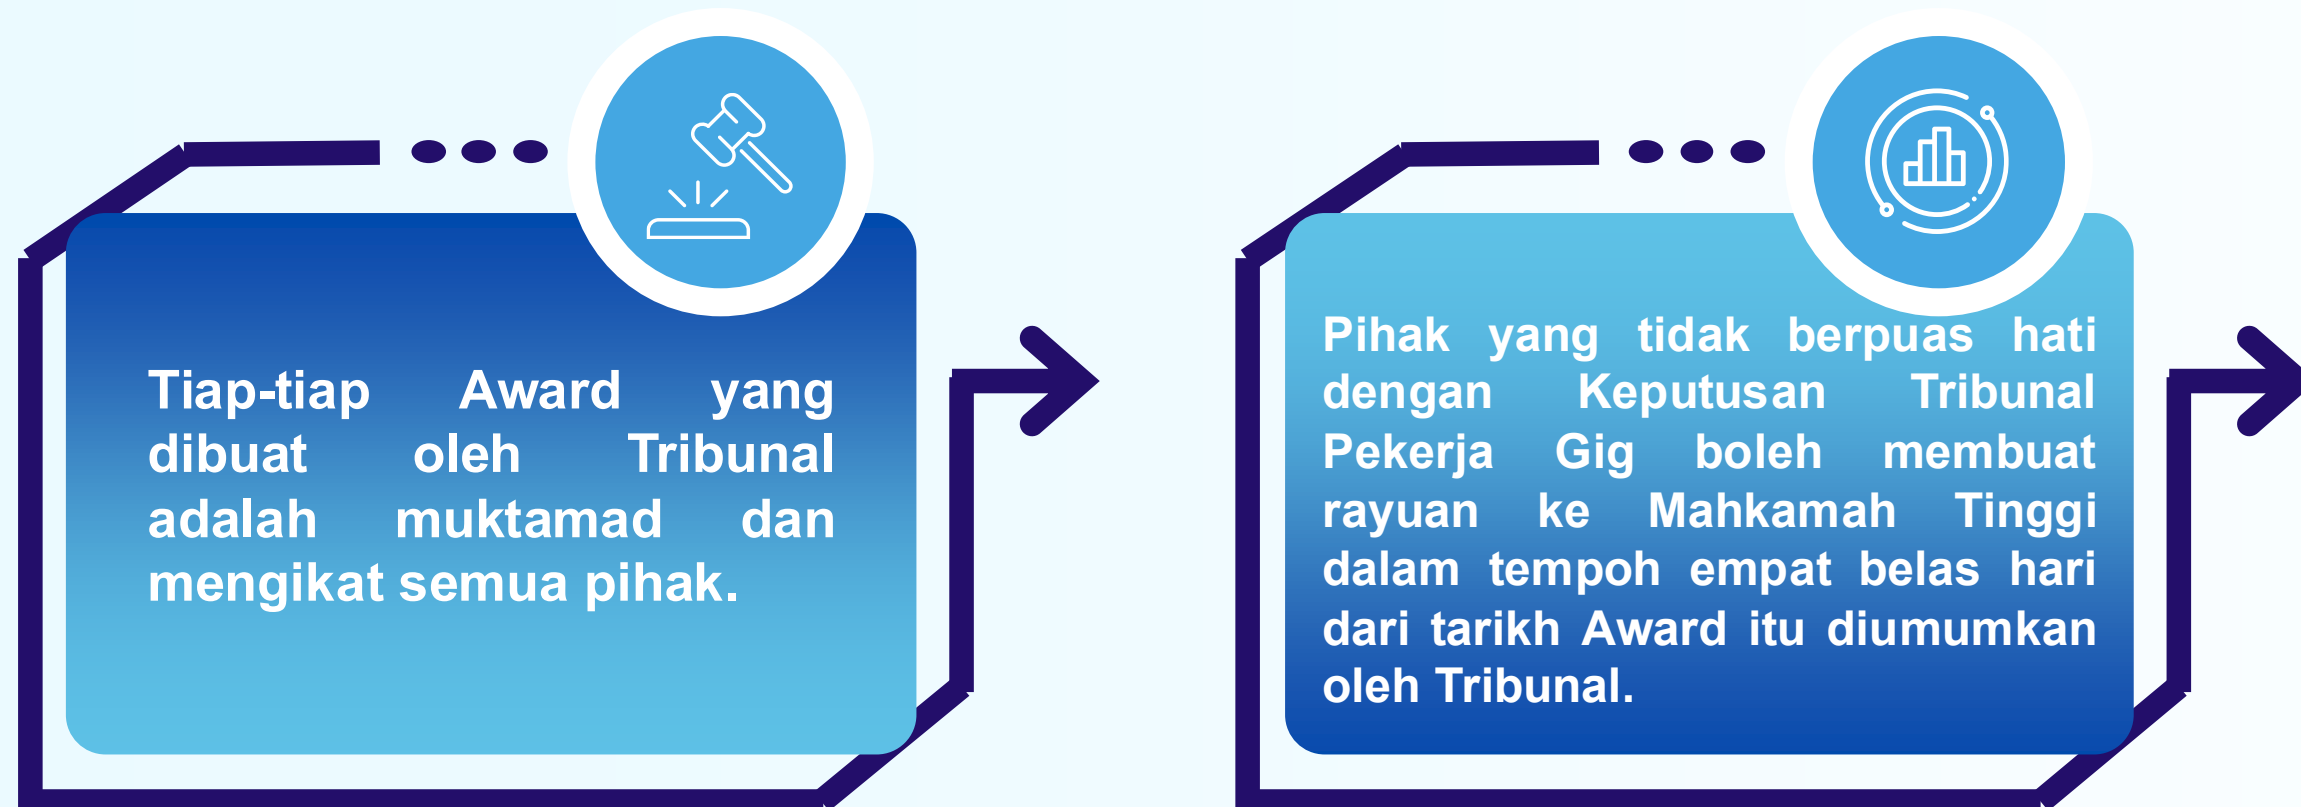 Tiap-tiap Award yang
dibuat oleh Tribunal
adalah muktamad dan
mengikat semua pihak.
Pihak yang tidak berpuas hati
dengan Keputusan Tribunal
Pekerja Gig boleh membuat
rayuan ke Mahkamah Tinggi
dalam tempoh empat belas hari
dari tarikh Award itu diumumkan
oleh Tribunal.